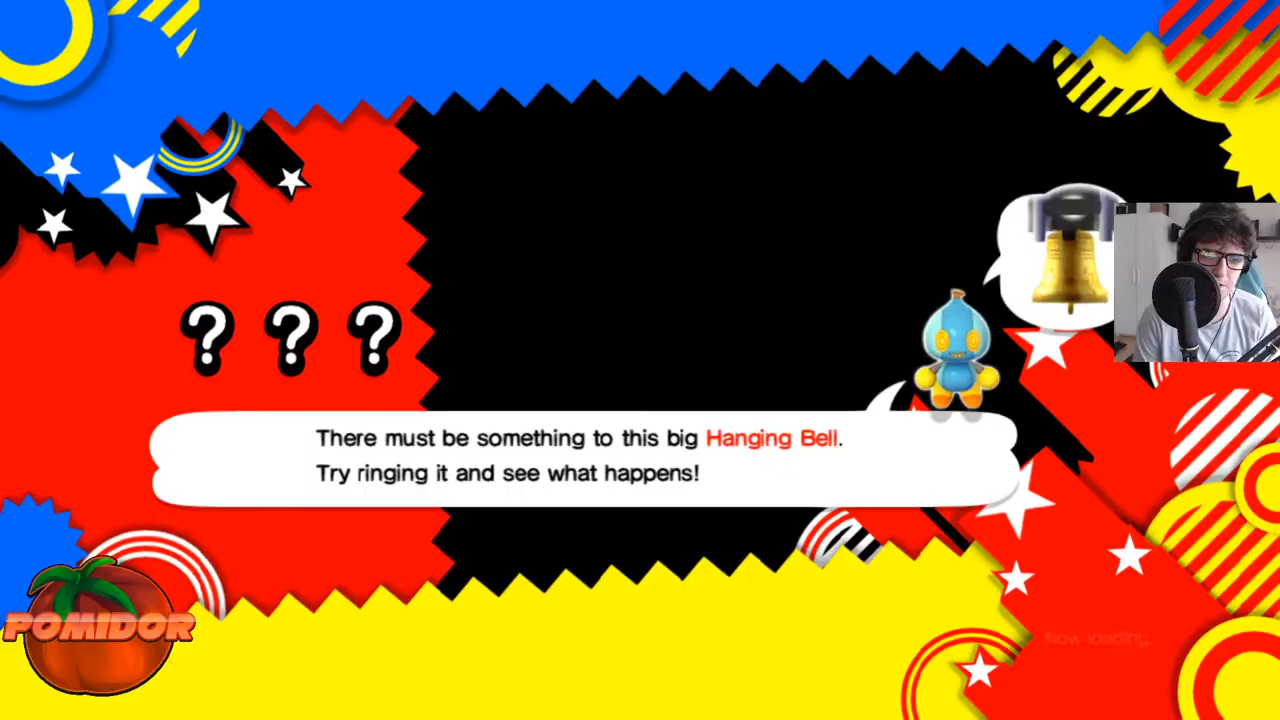 ? ? ?
There must be something to this big Hanging Bell.
Try ringing it and see what happens!
POMIDOR
Now loading.